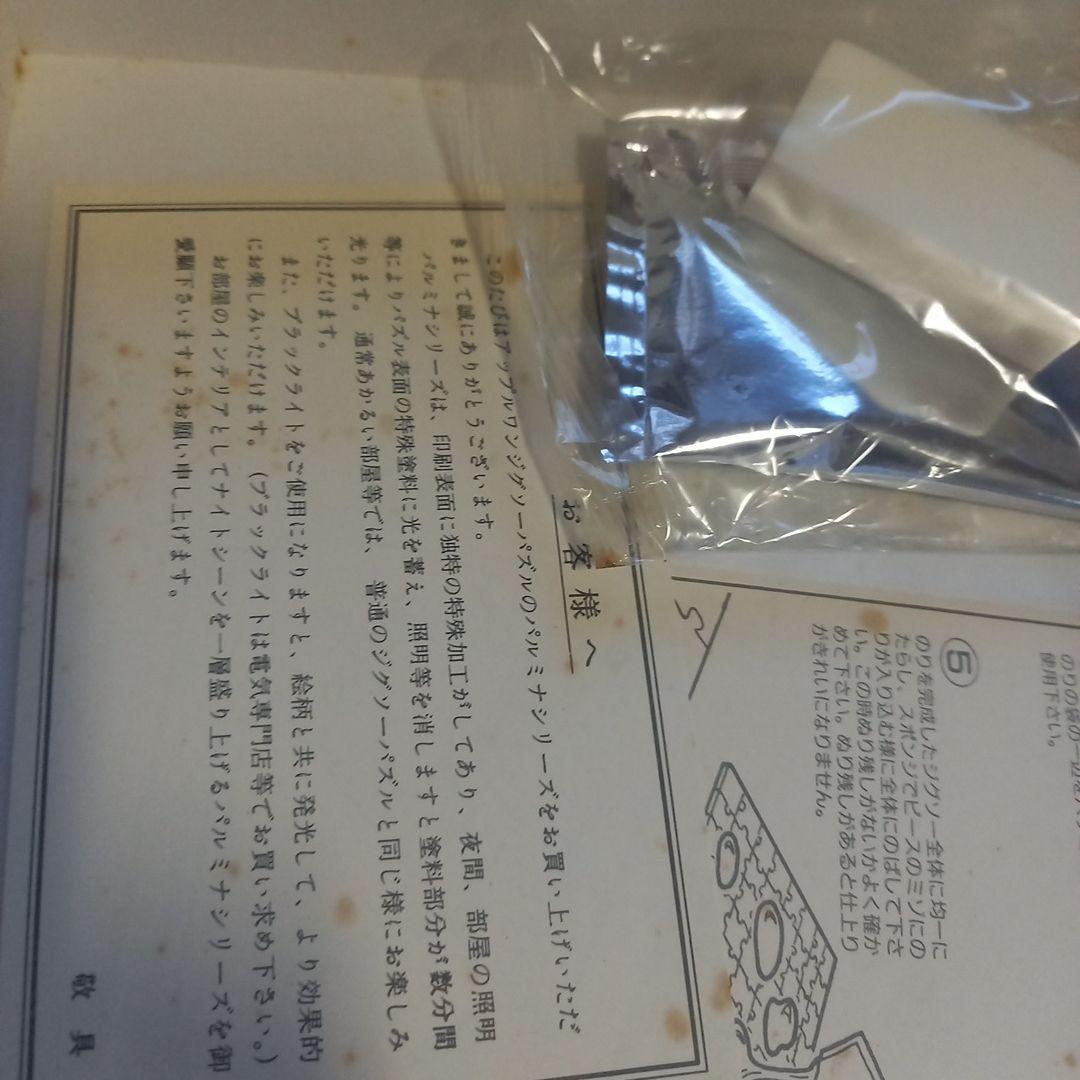 お客様へ
このたびはアップルワンジグソーパズルのパルミナシリーズをお買い上げいただ
きまして誠にありがとうございます。
パルミナシリーズは、印刷表面に独特の特殊加工がしてあり、夜間、部屋の照明
等によりパズル表面の特殊塗料に光を蓄え、照明等を消しますと塗料部分が数分間
光ります。通常あかるい部屋等では、普通のジグソーパズルと同じ様にお楽しみ
いただけます。
また、ブラックライトをご使用になりますと、絵柄と共に発光して、より効果的
にお楽しみいただけます。(ブラックライトは電気専門店等でお買い求め下さい。)
お部屋のインテリアとしてナイトシーンを一層盛り上げるパルミナシリーズを御
愛顧下さいますようお願い申し上げます。
敬具
のりの袋の一辺を
使用下さい。
⑤
のりを完成したジグソー全体に均一に
たらし、スポンジでピースのミゾにの
りが入り込む様に全体にのばして下さ
い。この時ぬり残しがないかよく確か
めて下さい。ぬり残しがあると仕上り
がきれいになりません。